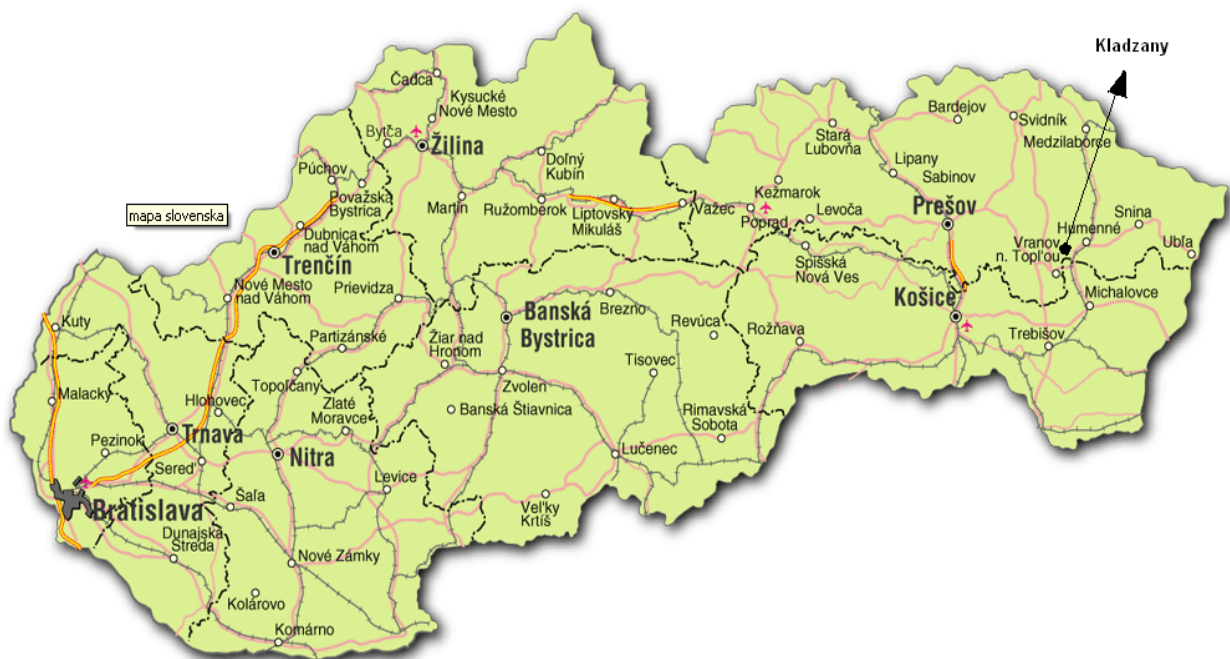 Kladzany
Čadca
Kysucké
Nové Mesto
Bytča
Žilina
Bardejov
Svidník
Medzilaborce
Stará
Ľubovňa
Lipany
Sabinov
Doľný
Kubín
Púchov
Považská
Bystrica
Martin
Ružomberok
Liptovský
Mikuláš
Važec
Kežmarok
Poprad
Levoča
Prešov
Snina
Humenné
Ubľa
Vranov
n. Topľou
mapa slovenska
Dubnica
nad Váhom
Trenčín
Spišská
Nová Ves
Nové Mesto
nad Váhom
Prievidza
Košice
Michalovce
Banská
Bystrica
Brezno
Revúca
Rožňava
Trebišov
Kuty
Partizánské
Žiar nad
Hronom
Tisovec
Topoľčany
Zvolen
Malacky
Hlohovec
Zlaté
Moravce
Banská Štiavnica
Rimavská
Sobota
Pezinok
Trnava
Nitra
Lučenec
Sereď
Levice
Bratislava
Šaľa
Veľký
Krtíš
Dunajská
Streda
Nové Zámky
Kolárovo
Komárno